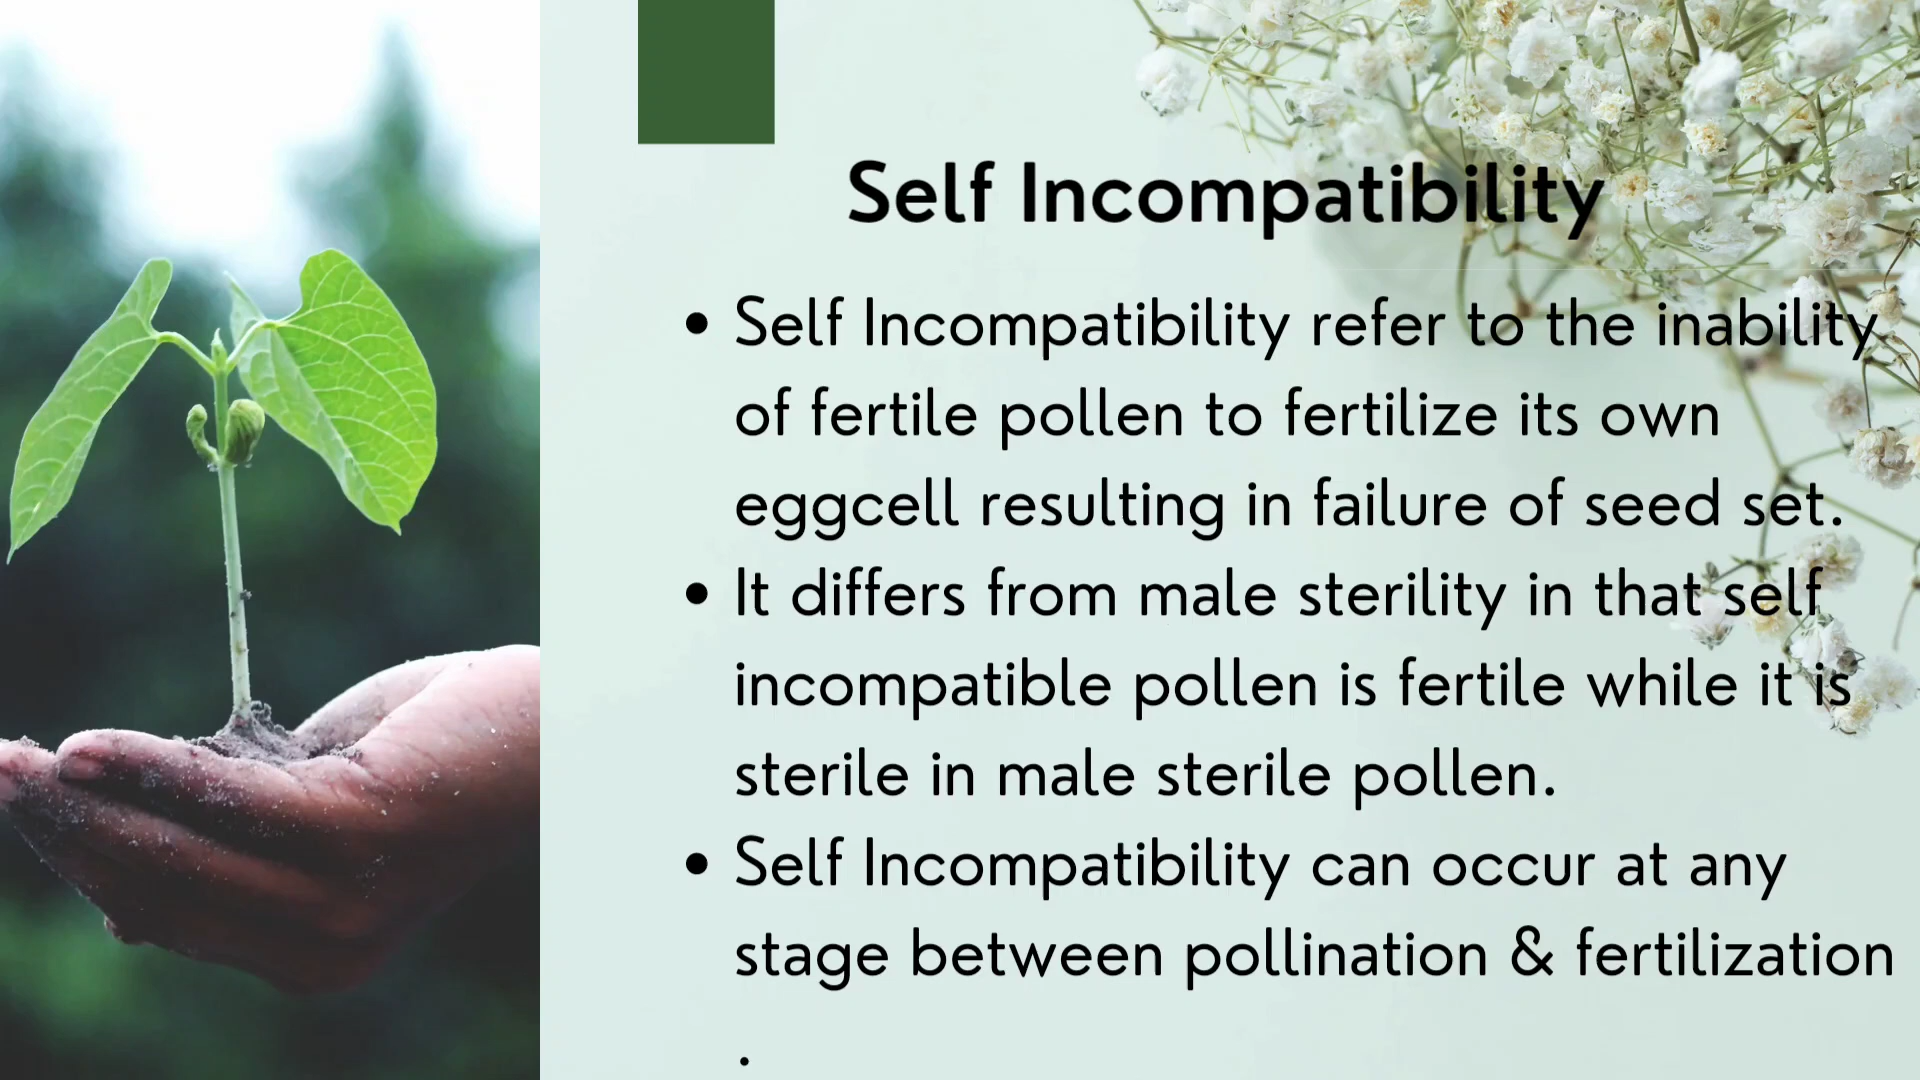 Self Incompatibility
• Self Incompatibility refer to the inability
of fertile pollen to fertilize its own
eggcell resulting in failure of seed set.
• It differs from male sterility in that self
incompatible pollen is fertile while it is
sterile in male sterile pollen.
• Self Incompatibility can occur at any
stage between pollination & fertilization
.